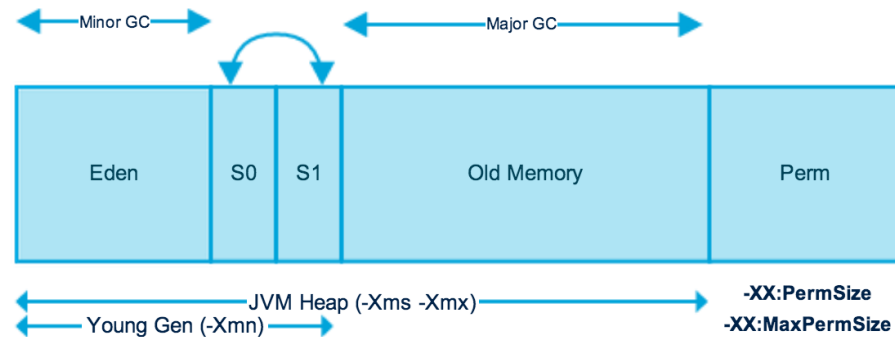 Minor GC
Major GC
Eden
S0
S1
Old Memory
Perm
JVM Heap (-Xms -Xmx)
-XX:PermSize
Young Gen (-Xmn)
-XX:MaxPermSize